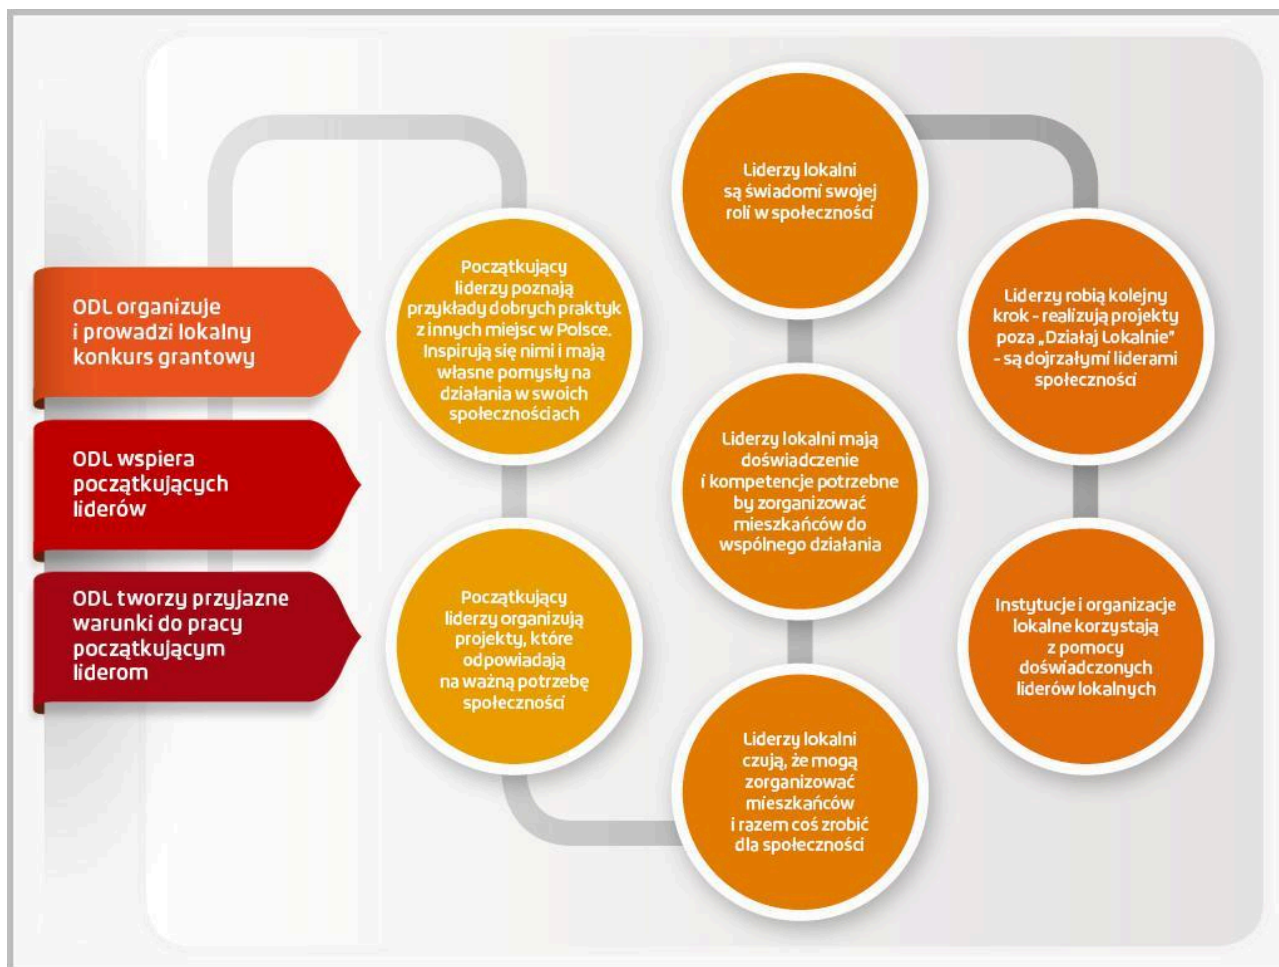 ODL organizuje
i prowadzi lokalny
konkurs grantowy
ODL wspiera
początkujących
liderów
ODL tworzy przyjazne
warunki do pracy
początkującym
liderom
Początkujący
liderzy poznają
przykłady dobrych praktyk
z innych miejsc w Polsce.
Inspirują się nimi i mają
własne pomysły na
działania w swoich
społecznościach
Początkujący
liderzy organizują
projekty, które
odpowiadają
na ważną potrzebę
społeczności
Liderzy lokalni
czują, że mogą
zorganizować
mieszkańców
i razem coś zrobić
dla społeczności
Liderzy lokalni mają
doświadczenie
i kompetencje potrzebne
by zorganizować
mieszkańców do
wspólnego działania
Liderzy lokalni
są świadomi swojej
roli w społeczności
Liderzy robią kolejny
krok - realizują projekty
poza „Działaj Lokalnie”
- są dojrzałymi liderami
społeczności
Instytucje i organizacje
lokalne korzystają
z pomocy
doświadczonych
liderów lokalnych